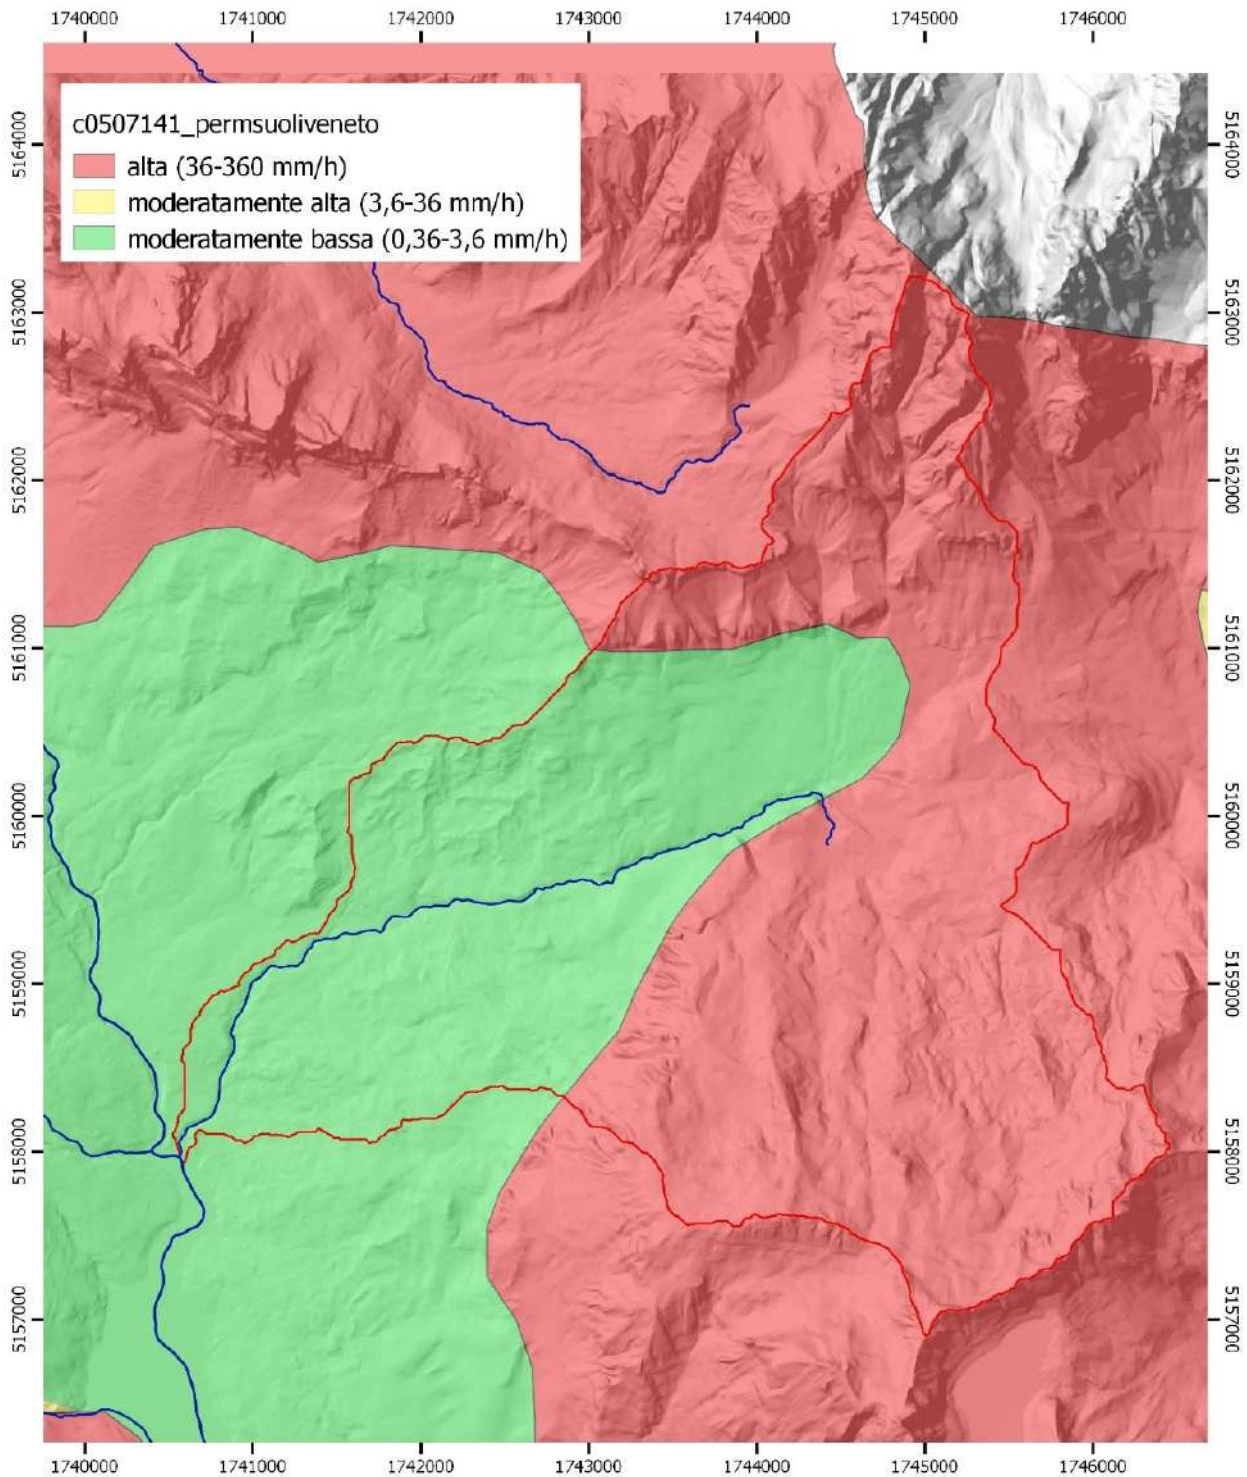 1740000 1741000 1742000 1743000 1744000 1745000 1746000
c0507141_permsuoliveneto
alta (36-360 mm/h)
moderatamente alta (3,6-36 mm/h)
moderatamente bassa (0,36-3,6 mm/h)
5164000 5164000
5163000 5163000
5162000 5162000
5161000 5161000
5160000 5160000
5159000 5159000
5158000 5158000
5157000 5157000
1740000 1741000 1742000 1743000 1744000 1745000 1746000